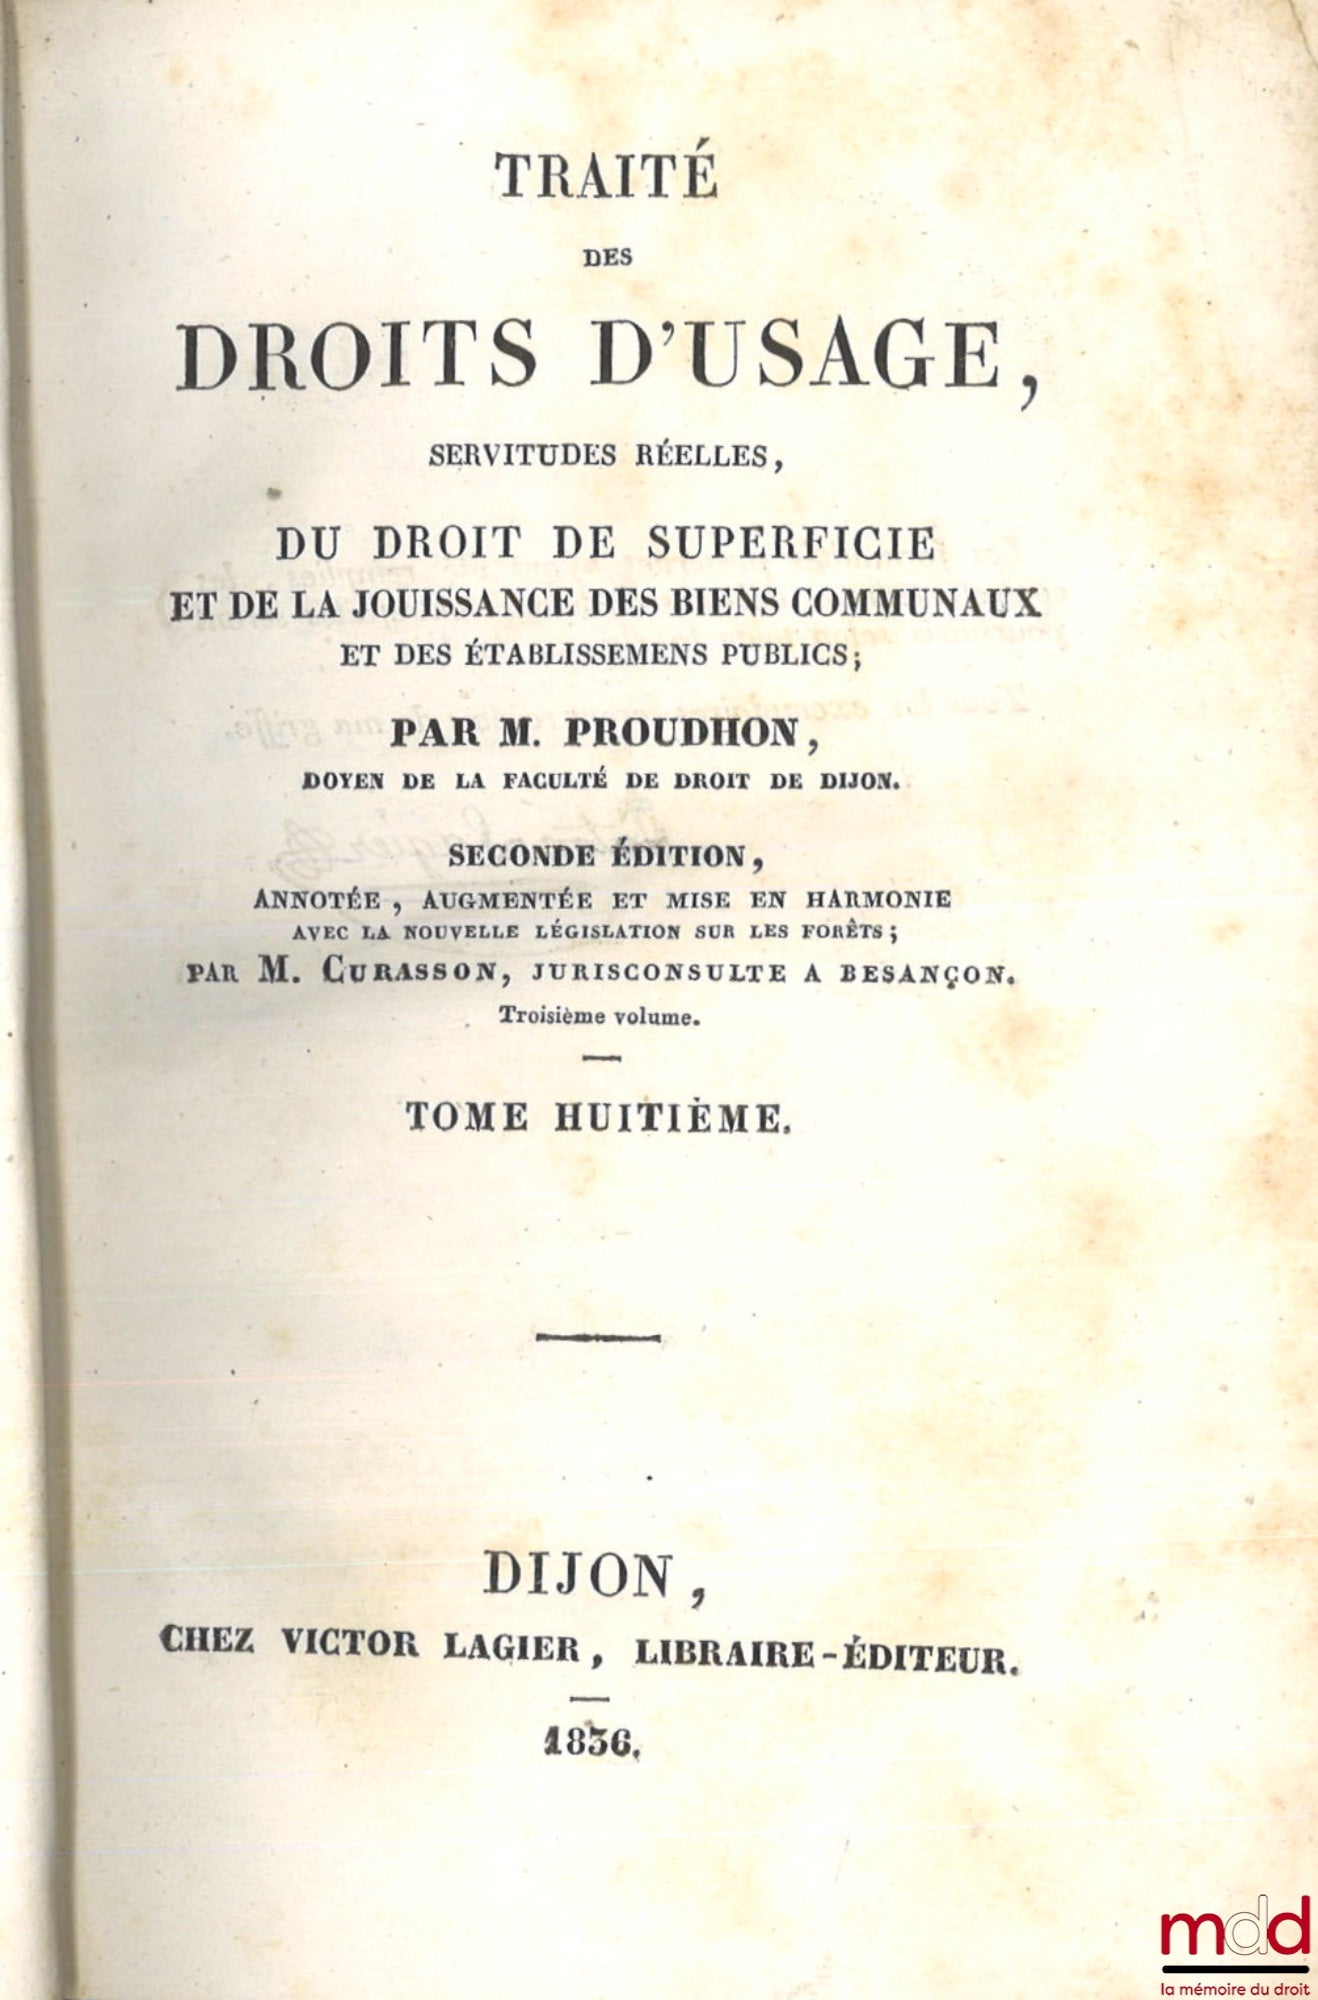 TRAITÉ
DES
DROITS D'USAGE,
SERVITUDES RÉELLES,
DU DROIT DE SUPERFICIE
ET DE LA JOUISSANCE DES BIENS COMMUNAUX
ET DES ÉTABLISSEMENS PUBLICS;
PAR M. PROUDHON,
DOYEN DE LA FACULTÉ DE DROIT DE DIJON.
SECONDE ÉDITION,
ANNOTÉE, AUGMENTÉE ET MISE EN HARMONIE
AVEC LA NOUVELLE LÉGISLATION SUR LES FORÊTS;
PAR M. CURASSON, JURISCONSULTE A BESANÇON.
Troisième volume.
TOME HUITIÈME.
DIJON,
CHEZ VICTOR LAGIER, LIBRAIRE-ÉDITEUR.
1836.
mdd
la mémoire du droit